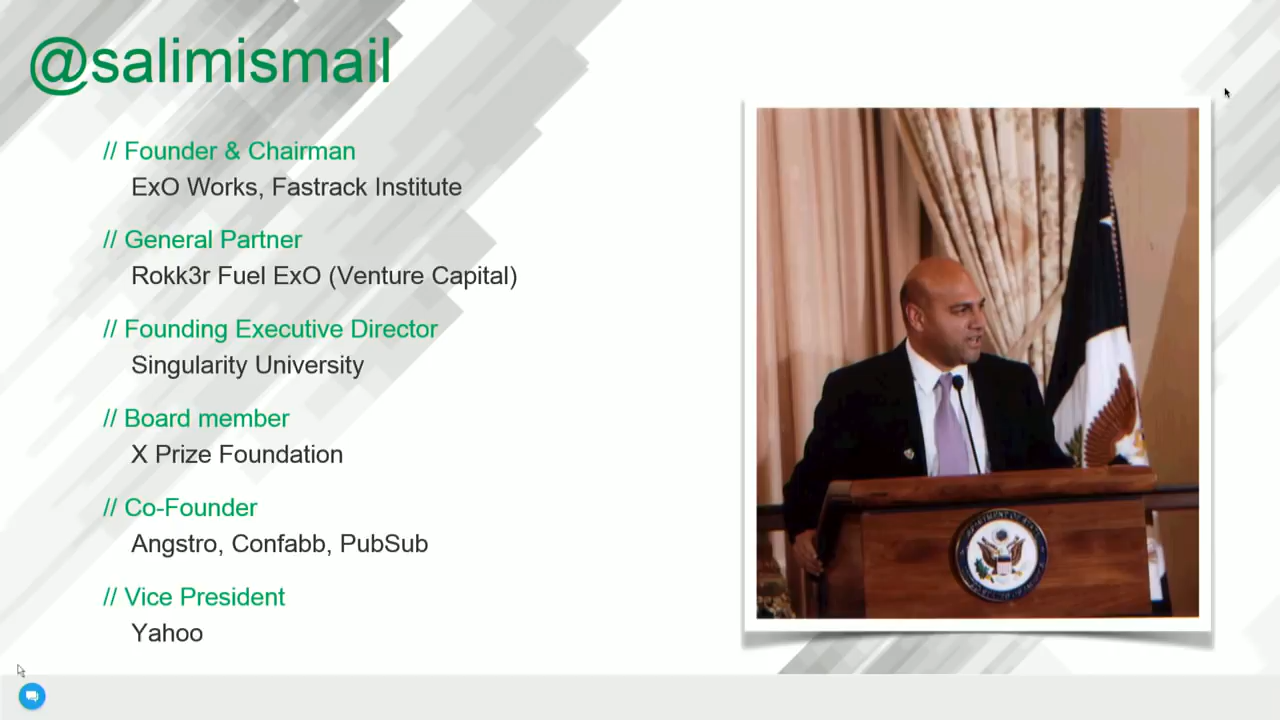 @salimismail
// Founder & Chairman
ExO Works, Fastrack Institute
// General Partner
Rokk3r Fuel ExO (Venture Capital)
// Founding Executive Director
Singularity University
// Board member
X Prize Foundation
// Co-Founder
Angstro, Confabb, PubSub
// Vice President
Yahoo